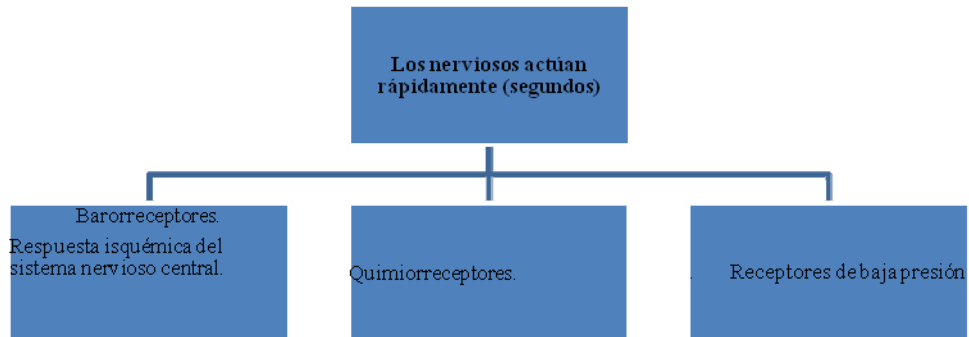 Los nerviosos actúan
rápidamente (segundos)
Barorreceptores.
Respuesta isquémica del
sistema nervioso central.
Quimiorreceptores.
. Receptores de baja presión